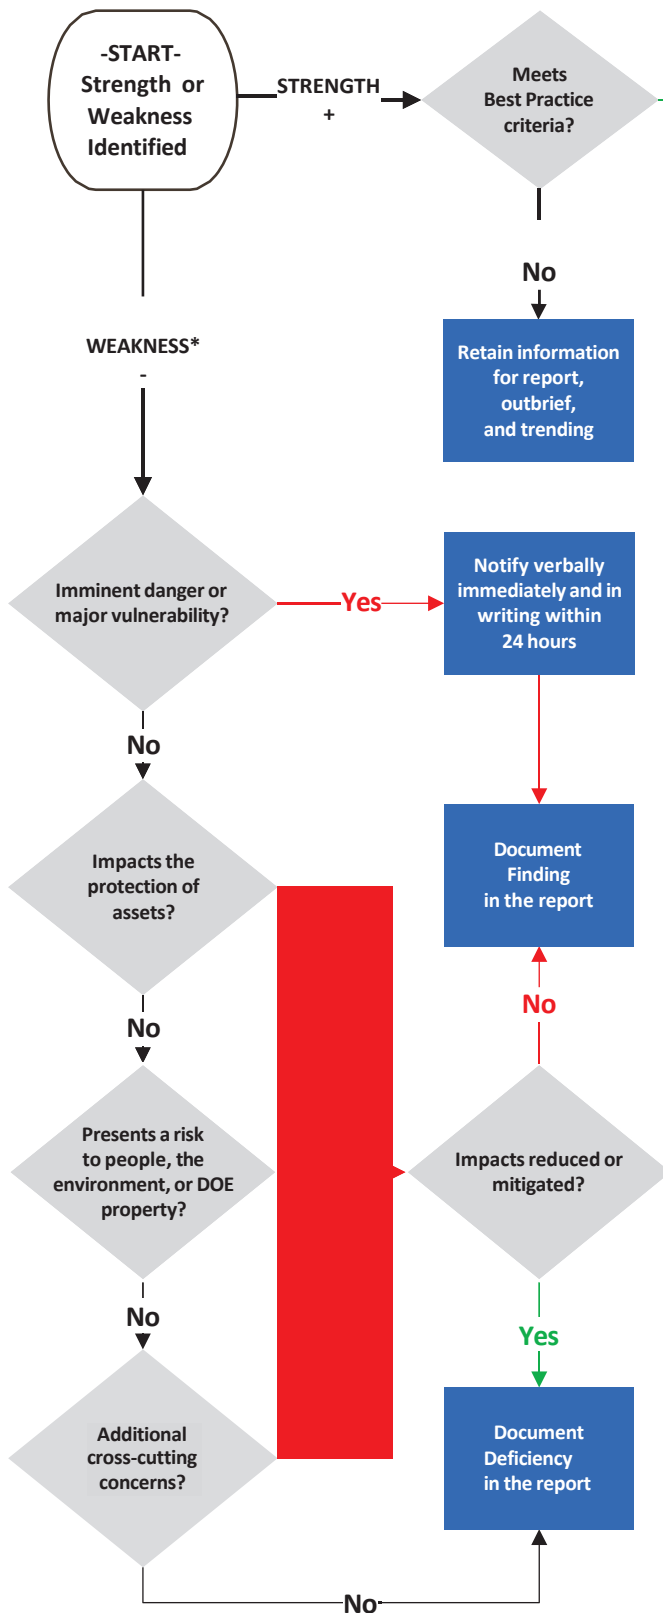 -START-
Strength or
Weakness
Identified
STRENGTH
+
Meets
Best Practice
criteria?
No
Retain information
for report,
outbrief,
and trending
WEAKNESS*
-
Imminent danger or
major vulnerability?
Yes
Notify verbally
immediately and in
writing within
24 hours
No
Impacts the
protection of
assets?
Document
Finding
in the report
No
No
Presents a risk
to people, the
environment, or DOE
property?
Impacts reduced or
mitigated?
No
Yes
Additional
cross-cutting
concerns?
Document
Deficiency
in the report
No